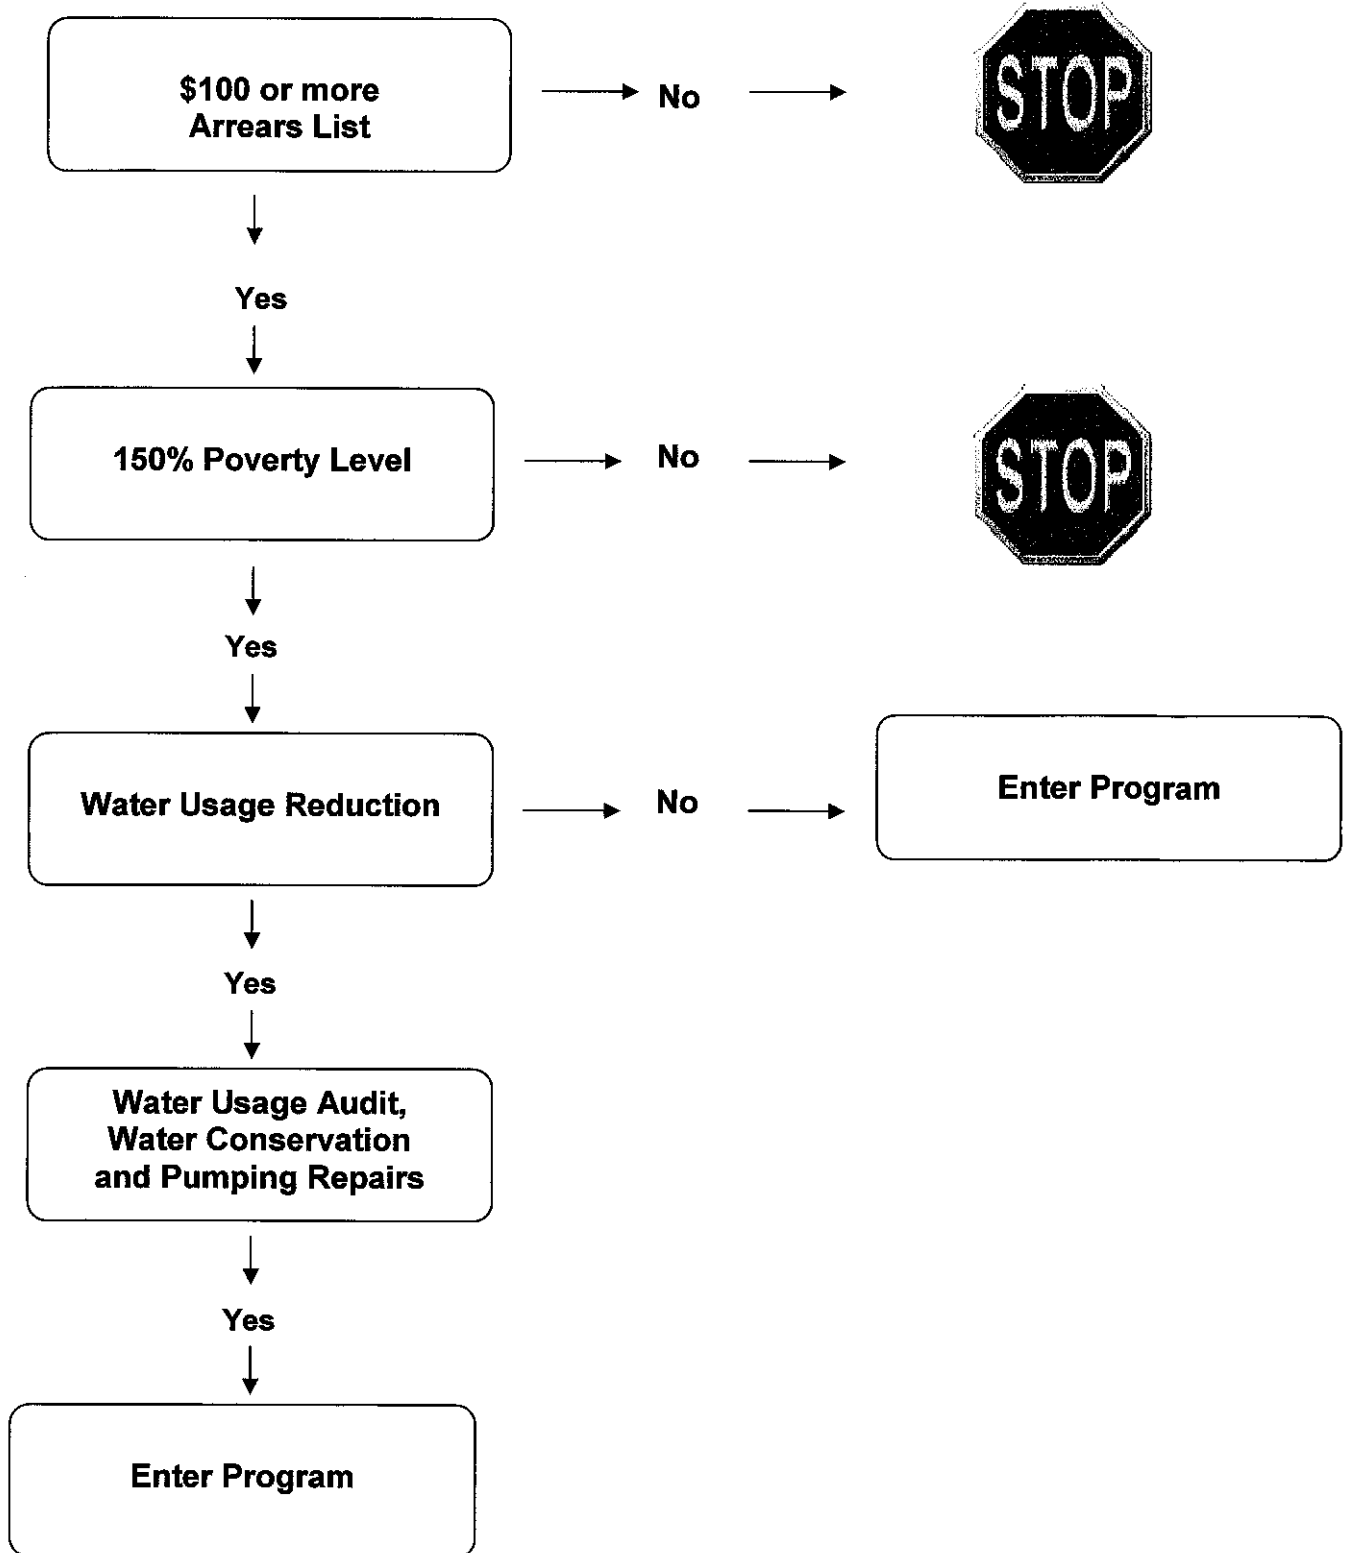 $100 or more
Arrears List
No
STOP
Yes
150% Poverty Level
No
STOP
Yes
Water Usage Reduction
No
Enter Program
Yes
Water Usage Audit,
Water Conservation
and Pumping Repairs
Yes
Enter Program